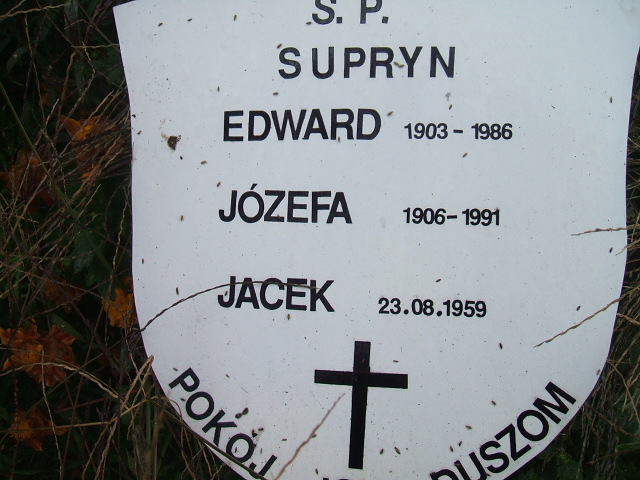 Ś. P.
SUPRYN
EDWARD 1903 - 1986
JÓZEFA 1906 - 1991
JACEK 23.08.1959
POKÓJ DUSZOM